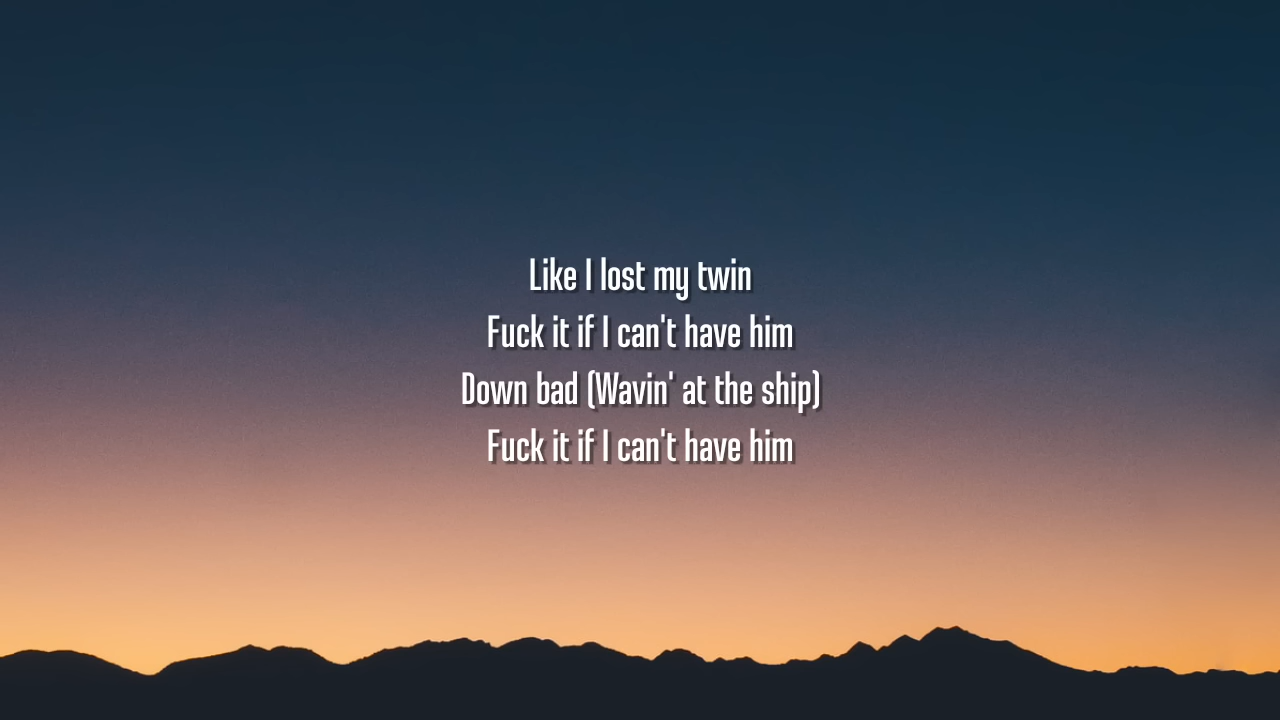 Like I lost my twin
Fuck it if I can't have him
Down bad (Wavin' at the ship)
Fuck it if I can't have him